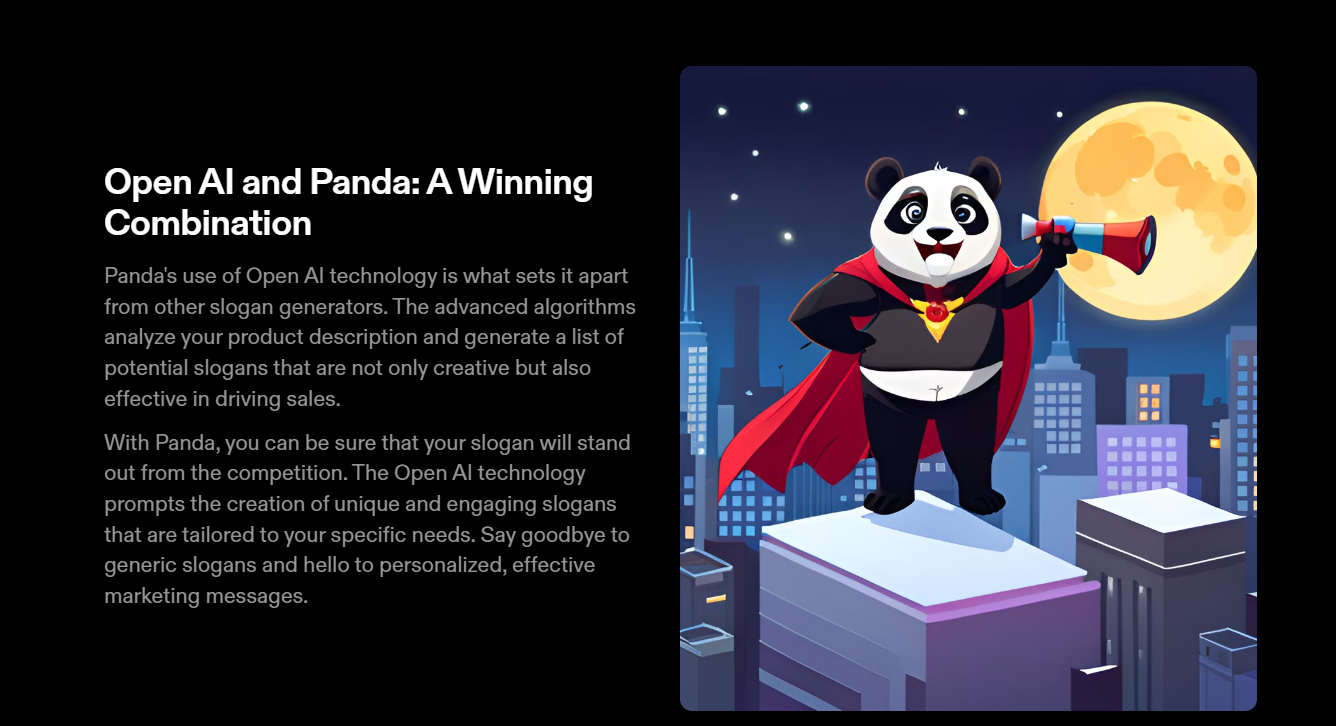 Open AI and Panda: A Winning
Combination
Panda's use of Open AI technology is what sets it apart
from other slogan generators. The advanced algorithms
analyze your product description and generate a list of
potential slogans that are not only creative but also
effective in driving sales.
With Panda, you can be sure that your slogan will stand
out from the competition. The Open AI technology
prompts the creation of unique and engaging slogans
that are tailored to your specific needs. Say goodbye to
generic slogans and hello to personalized, effective
marketing messages.